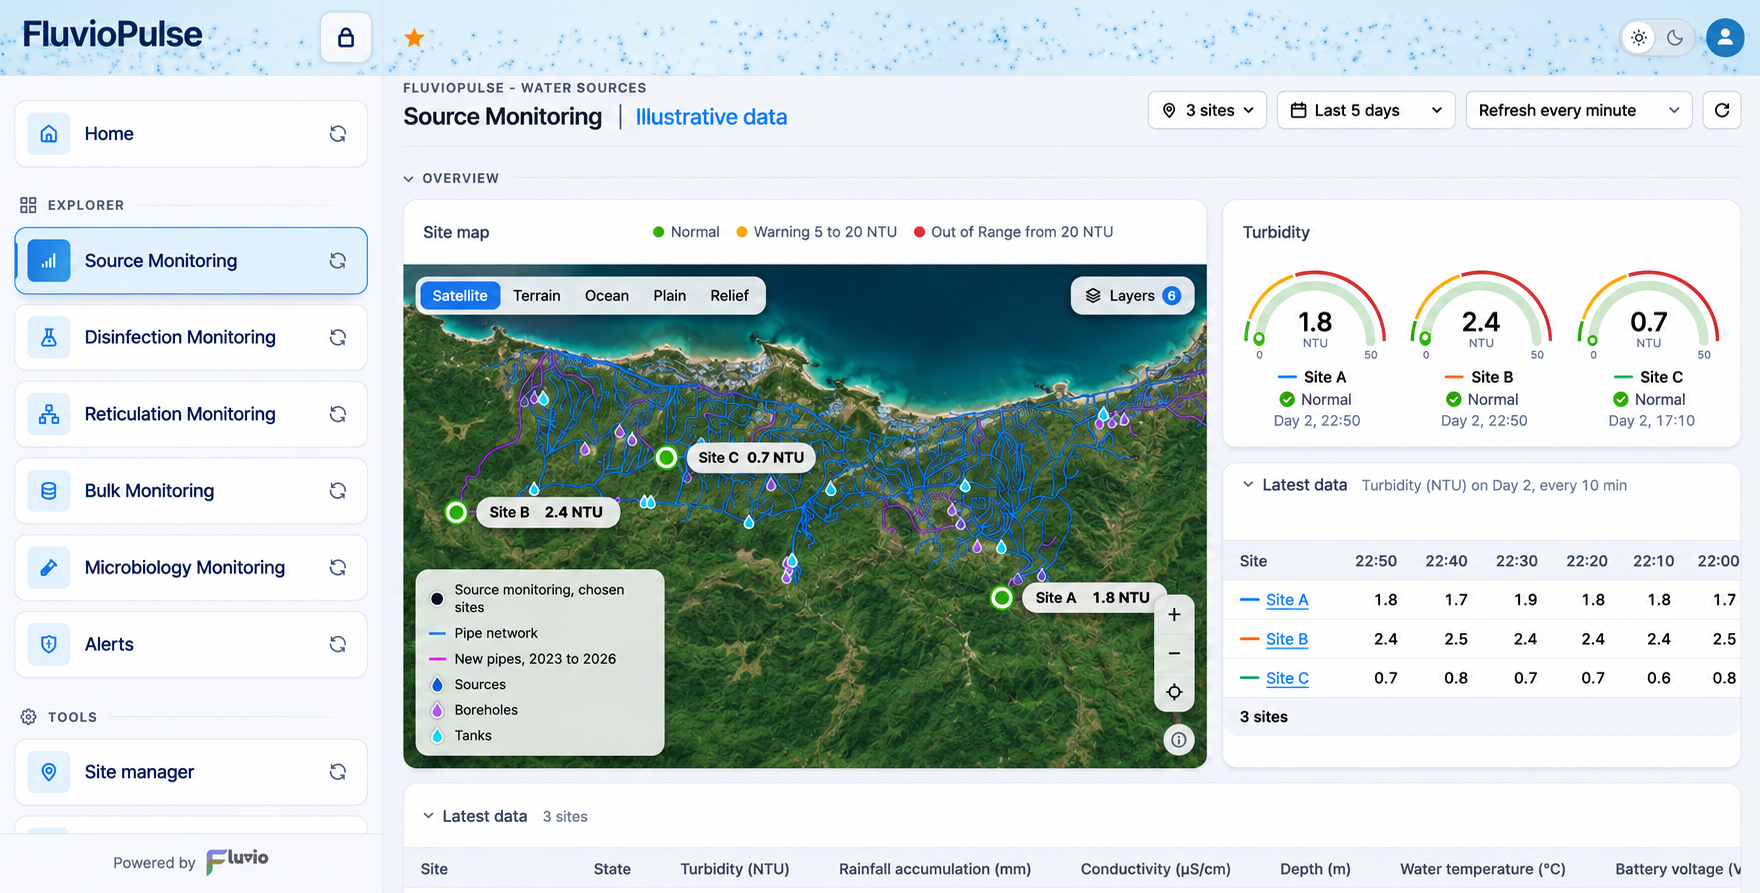 FluvioPulse
Home
EXPLORER
Source Monitoring
Disinfection Monitoring
Reticulation Monitoring
Bulk Monitoring
Microbiology Monitoring
Alerts
TOOLS
Site manager
Powered by Fluvio
FLUVIOPULSE - WATER SOURCES
Source Monitoring | Illustrative data
3 sites
Last 5 days
Refresh every minute
OVERVIEW
Site map
Normal
Warning 5 to 20 NTU
Out of Range from 20 NTU
Satellite
Terrain
Ocean
Plain
Relief
Layers 6
Site C 0.7 NTU
Site B 2.4 NTU
Site A 1.8 NTU
Source monitoring, chosen
sites
Pipe network
New pipes, 2023 to 2026
Sources
Boreholes
Tanks
+
−
Turbidity
1.8
NTU
0 50
Site A
Normal
Day 2, 22:50
2.4
NTU
0 50
Site B
Normal
Day 2, 22:50
0.7
NTU
0 50
Site C
Normal
Day 2, 17:10
Latest data Turbidity (NTU) on Day 2, every 10 min
Site 22:50 22:40 22:30 22:20 22:10 22:00
Site A 1.8 1.7 1.9 1.8 1.8 1.7
Site B 2.4 2.5 2.4 2.4 2.4 2.5
Site C 0.7 0.8 0.7 0.7 0.6 0.8
3 sites
Latest data 3 sites
Site State Turbidity (NTU) Rainfall accumulation (mm) Conductivity (µS/cm) Depth (m) Water temperature (°C) Battery voltage (V